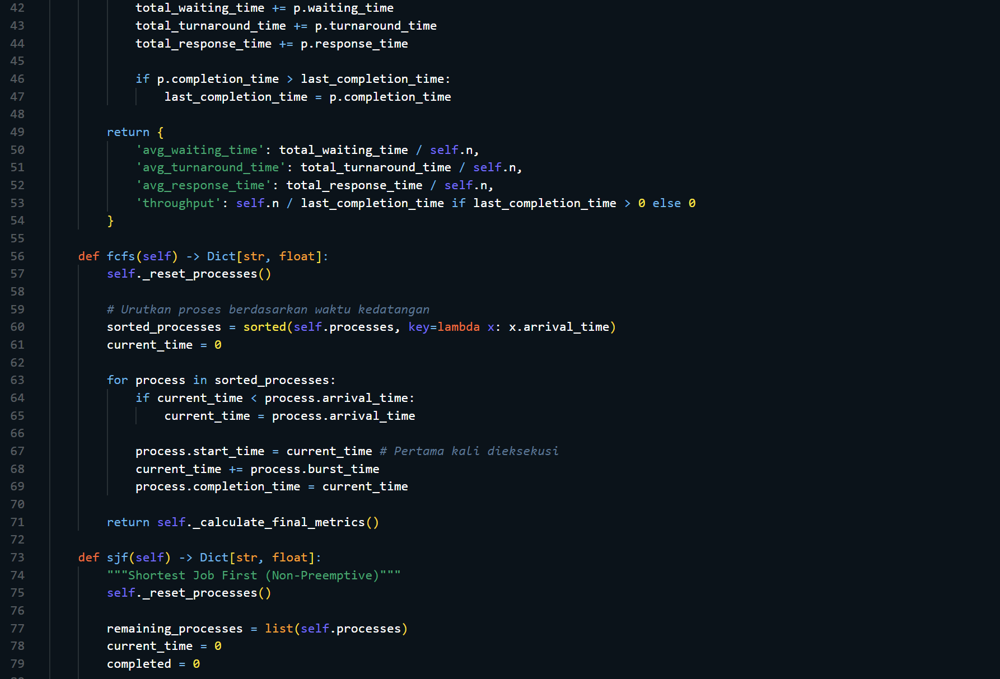 42 total_waiting_time += p.waiting_time
43 total_turnaround_time += p.turnaround_time
44 total_response_time += p.response_time
45
46 if p.completion_time > last_completion_time:
47 last_completion_time = p.completion_time
48
49 return {
50 'avg_waiting_time': total_waiting_time / self.n,
51 'avg_turnaround_time': total_turnaround_time / self.n,
52 'avg_response_time': total_response_time / self.n,
53 'throughput': self.n / last_completion_time if last_completion_time > 0 else 0
54 }
55
56 def fcfs(self) -> Dict[str, float]:
57 self._reset_processes()
58
59 # Urutkan proses berdasarkan waktu kedatangan
60 sorted_processes = sorted(self.processes, key=lambda x: x.arrival_time)
61 current_time = 0
62
63 for process in sorted_processes:
64 if current_time < process.arrival_time:
65 current_time = process.arrival_time
66
67 process.start_time = current_time # Pertama kali dieksekusi
68 current_time += process.burst_time
69 process.completion_time = current_time
70
71 return self._calculate_final_metrics()
72
73 def sjf(self) -> Dict[str, float]:
74 """Shortest Job First (Non-Preemptive)"""
75 self._reset_processes()
76
77 remaining_processes = list(self.processes)
78 current_time = 0
79 completed = 0